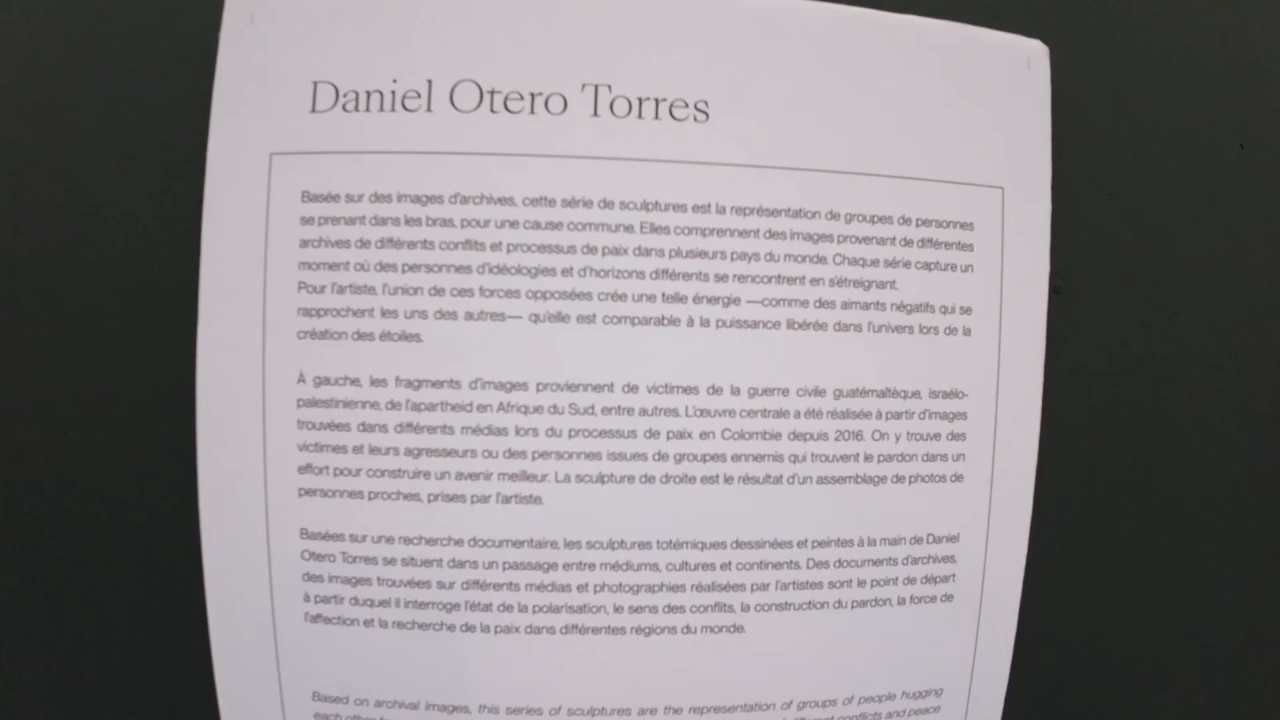 Daniel Otero Torres
Basée sur des images d'archives, cette série de sculptures est la représentation de groupes de personnes
se prenant dans les bras, pour une cause commune. Elles comprennent des images provenant de différentes
archives de différents conflits et processus de paix dans plusieurs pays du monde. Chaque série capture un
moment où des personnes d'idéologies et d'horizons différents se rencontrent en s'étreignant.
Pour l'artiste, l'union de ces forces opposées crée une telle énergie —comme des aimants négatifs qui se
rapprochent les uns des autres— qu'elle est comparable à la puissance libérée dans l'univers lors de la
création des étoiles.
À gauche, les fragments d'images proviennent de victimes de la guerre civile guatémaltèque, israélo-
palestinienne, de l'apartheid en Afrique du Sud, entre autres. L'œuvre centrale a été réalisée à partir d'images
trouvées dans différents médias lors du processus de paix en Colombie depuis 2016. On y trouve des
victimes et leurs agresseurs ou des personnes issues de groupes ennemis qui trouvent le pardon dans un
effort pour construire un avenir meilleur. La sculpture de droite est le résultat d'un assemblage de photos de
personnes proches, prises par l'artiste.
Basées sur une recherche documentaire, les sculptures totémiques dessinées et peintes à la main de Daniel
Otero Torres se situent dans un passage entre médiums, cultures et continents. Des documents d'archives,
des images trouvées sur différents médias et photographies réalisées par l'artistes sont le point de départ
à partir duquel il interroge l'état de la polarisation, le sens des conflits, la construction du pardon, la force de
l'affection et la recherche de la paix dans différentes régions du monde.
Based on archival images, this series of sculptures are the representation of groups of people hugging
each other conflicts and peace